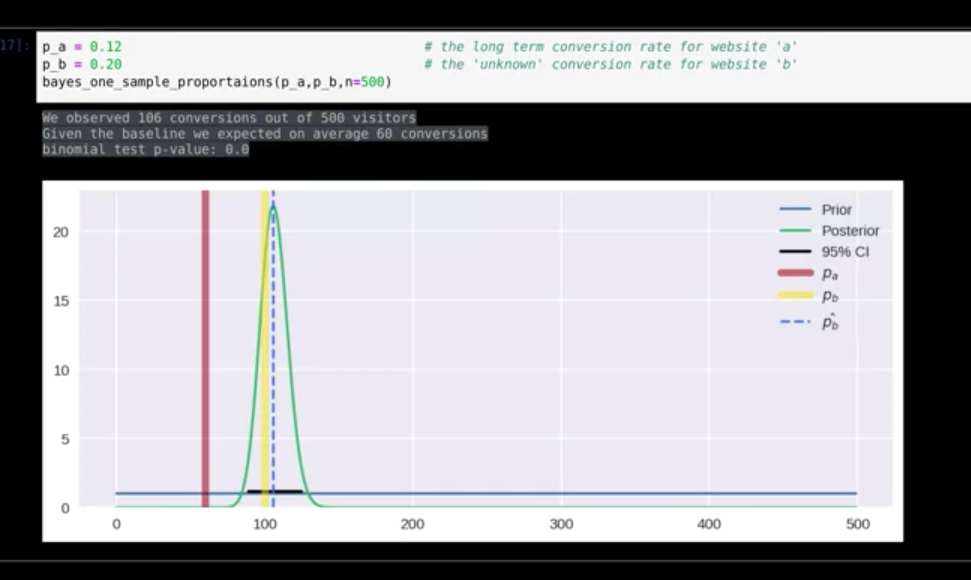 17]:
p_a = 0.12 # the long term conversion rate for website 'a'
p_b = 0.20 # the 'unknown' conversion rate for website 'b'
bayes_one_sample_proportaions(p_a,p_b,n=500)
We observed 106 conversions out of 500 visitors
Given the baseline we expected on average 60 conversions
binomial test p-value: 0.0
Prior
Posterior
95% CI
p_a
p_b
p̂_b
20
15
10
5
0
0 100 200 300 400 500